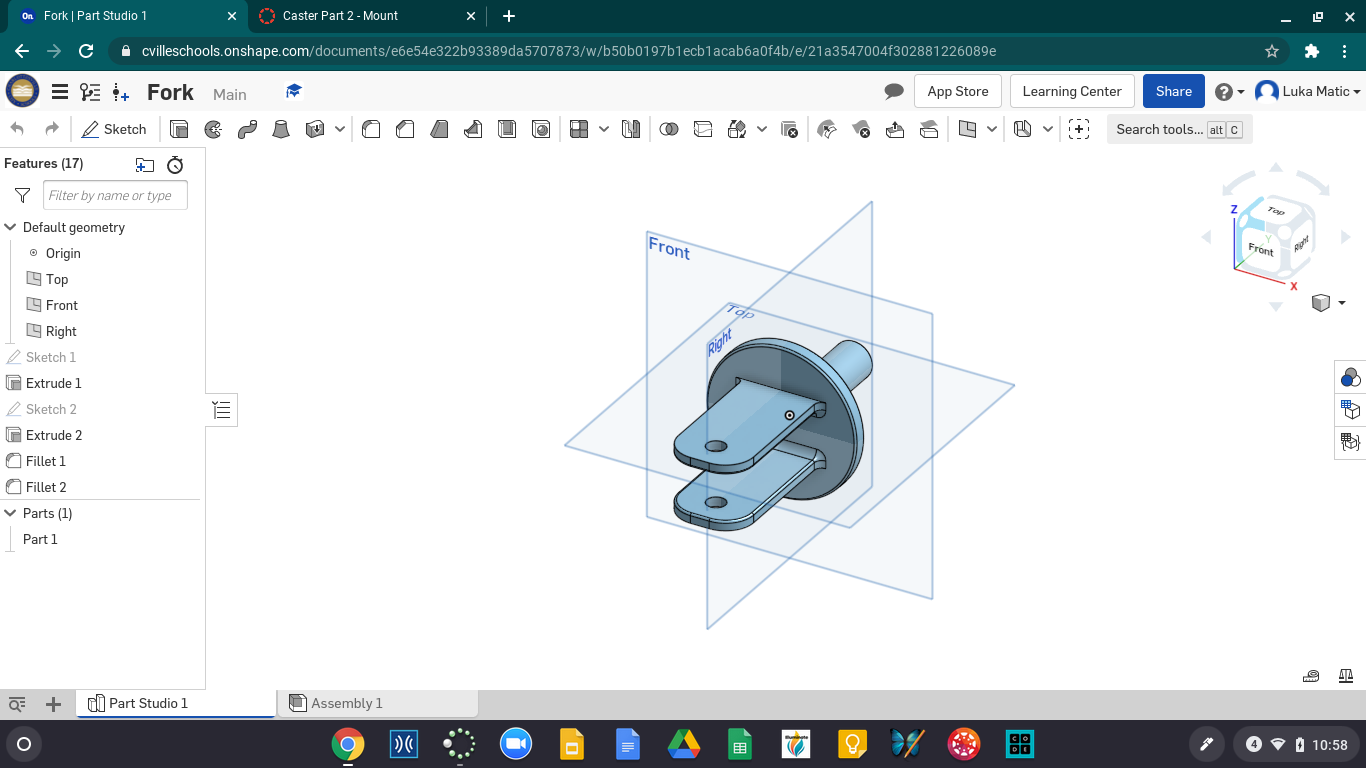 On Fork | Part Studio 1
Caster Part 2 - Mount
cvilleschools.onshape.com/documents/e6e54e322b93389da5707873/w/b50b0197b1ecb1acab6a0f4b/e/21a3547004f302881226089e
Fork Main
App Store
Learning Center
Share
Luka Matic
Sketch
Search tools... alt C
Features (17)
Filter by name or type
Default geometry
Origin
Top
Front
Right
Sketch 1
Extrude 1
Sketch 2
Extrude 2
Fillet 1
Fillet 2
Parts (1)
Part 1
Front
Top
Right
Z
Top
Y
Front
Right
X
Part Studio 1
Assembly 1
CODE
4
10:58